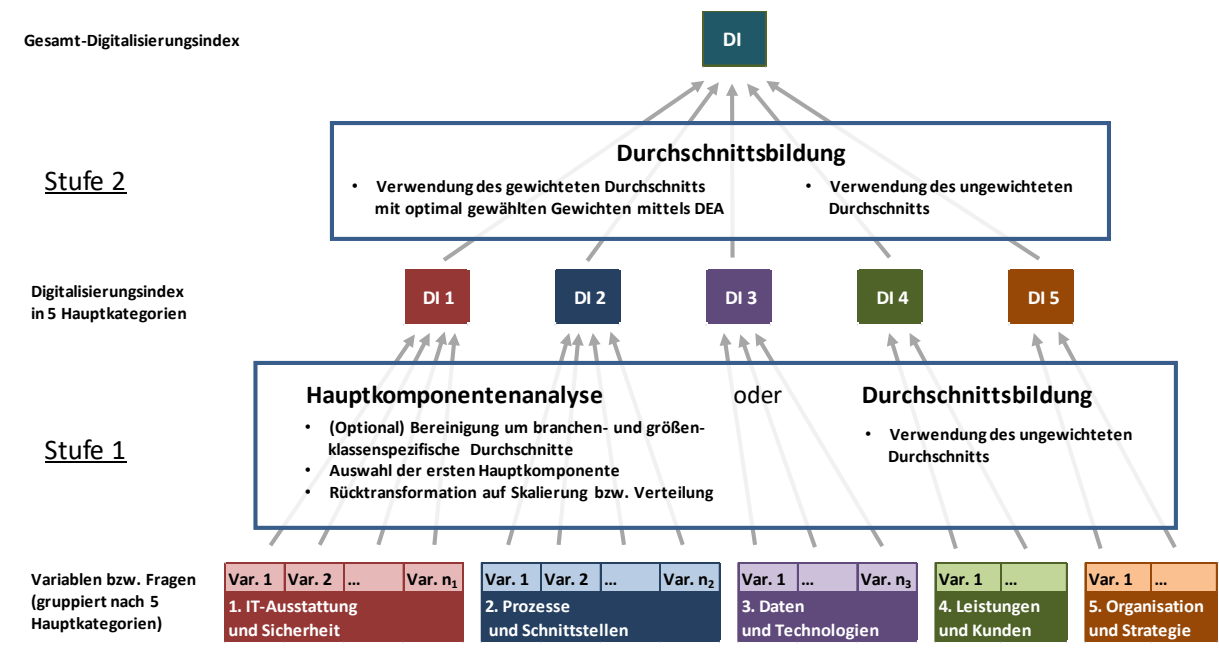 Gesamt-Digitalisierungsindex
DI
Stufe 2
Durchschnittsbildung
• Verwendung des gewichteten Durchschnitts
mit optimal gewählten Gewichten mittels DEA
• Verwendung des ungewichteten
Durchschnitts
Digitalisierungsindex
in 5 Hauptkategorien
DI 1
DI 2
DI 3
DI 4
DI 5
Stufe 1
Hauptkomponentenanalyse
• (Optional) Bereinigung um branchen- und größen-
klassenspezifische Durchschnitte
• Auswahl der ersten Hauptkomponente
• Rücktransformation auf Skalierung bzw. Verteilung
oder
Durchschnittsbildung
• Verwendung des ungewichteten
Durchschnitts
Variablen bzw. Fragen
(gruppiert nach 5
Hauptkategorien)
Var. 1 Var. 2 ... Var. n₁
1. IT-Ausstattung
und Sicherheit
Var. 1 Var. 2 ... Var. n₂
2. Prozesse
und Schnittstellen
Var. 1 ... Var. n₃
3. Daten
und Technologien
Var. 1 ...
4. Leistungen
und Kunden
Var. 1 ...
5. Organisation
und Strategie